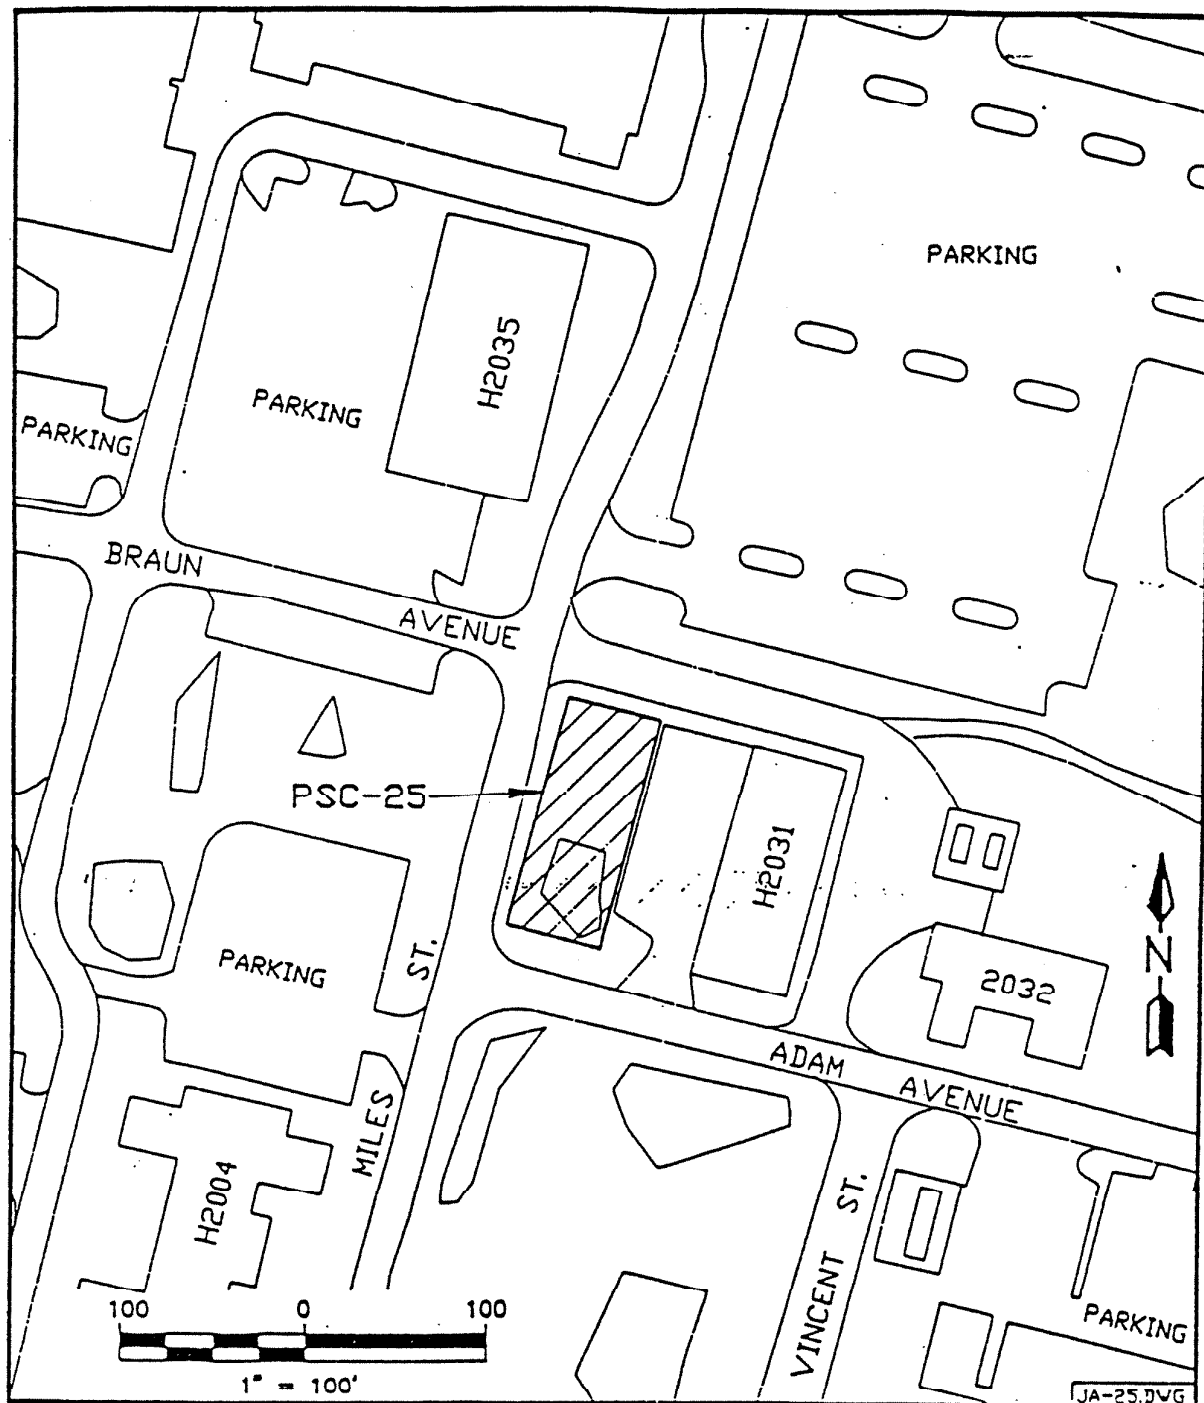 PARKING
H2035
PARKING
PARKING
BRAUN AVENUE
PSC-25
H2031
PARKING
MILES ST.
2032
N
ADAM AVENUE
H2004
VINCENT ST.
PARKING
100 0 100
1" = 100'
JA-25.DWG